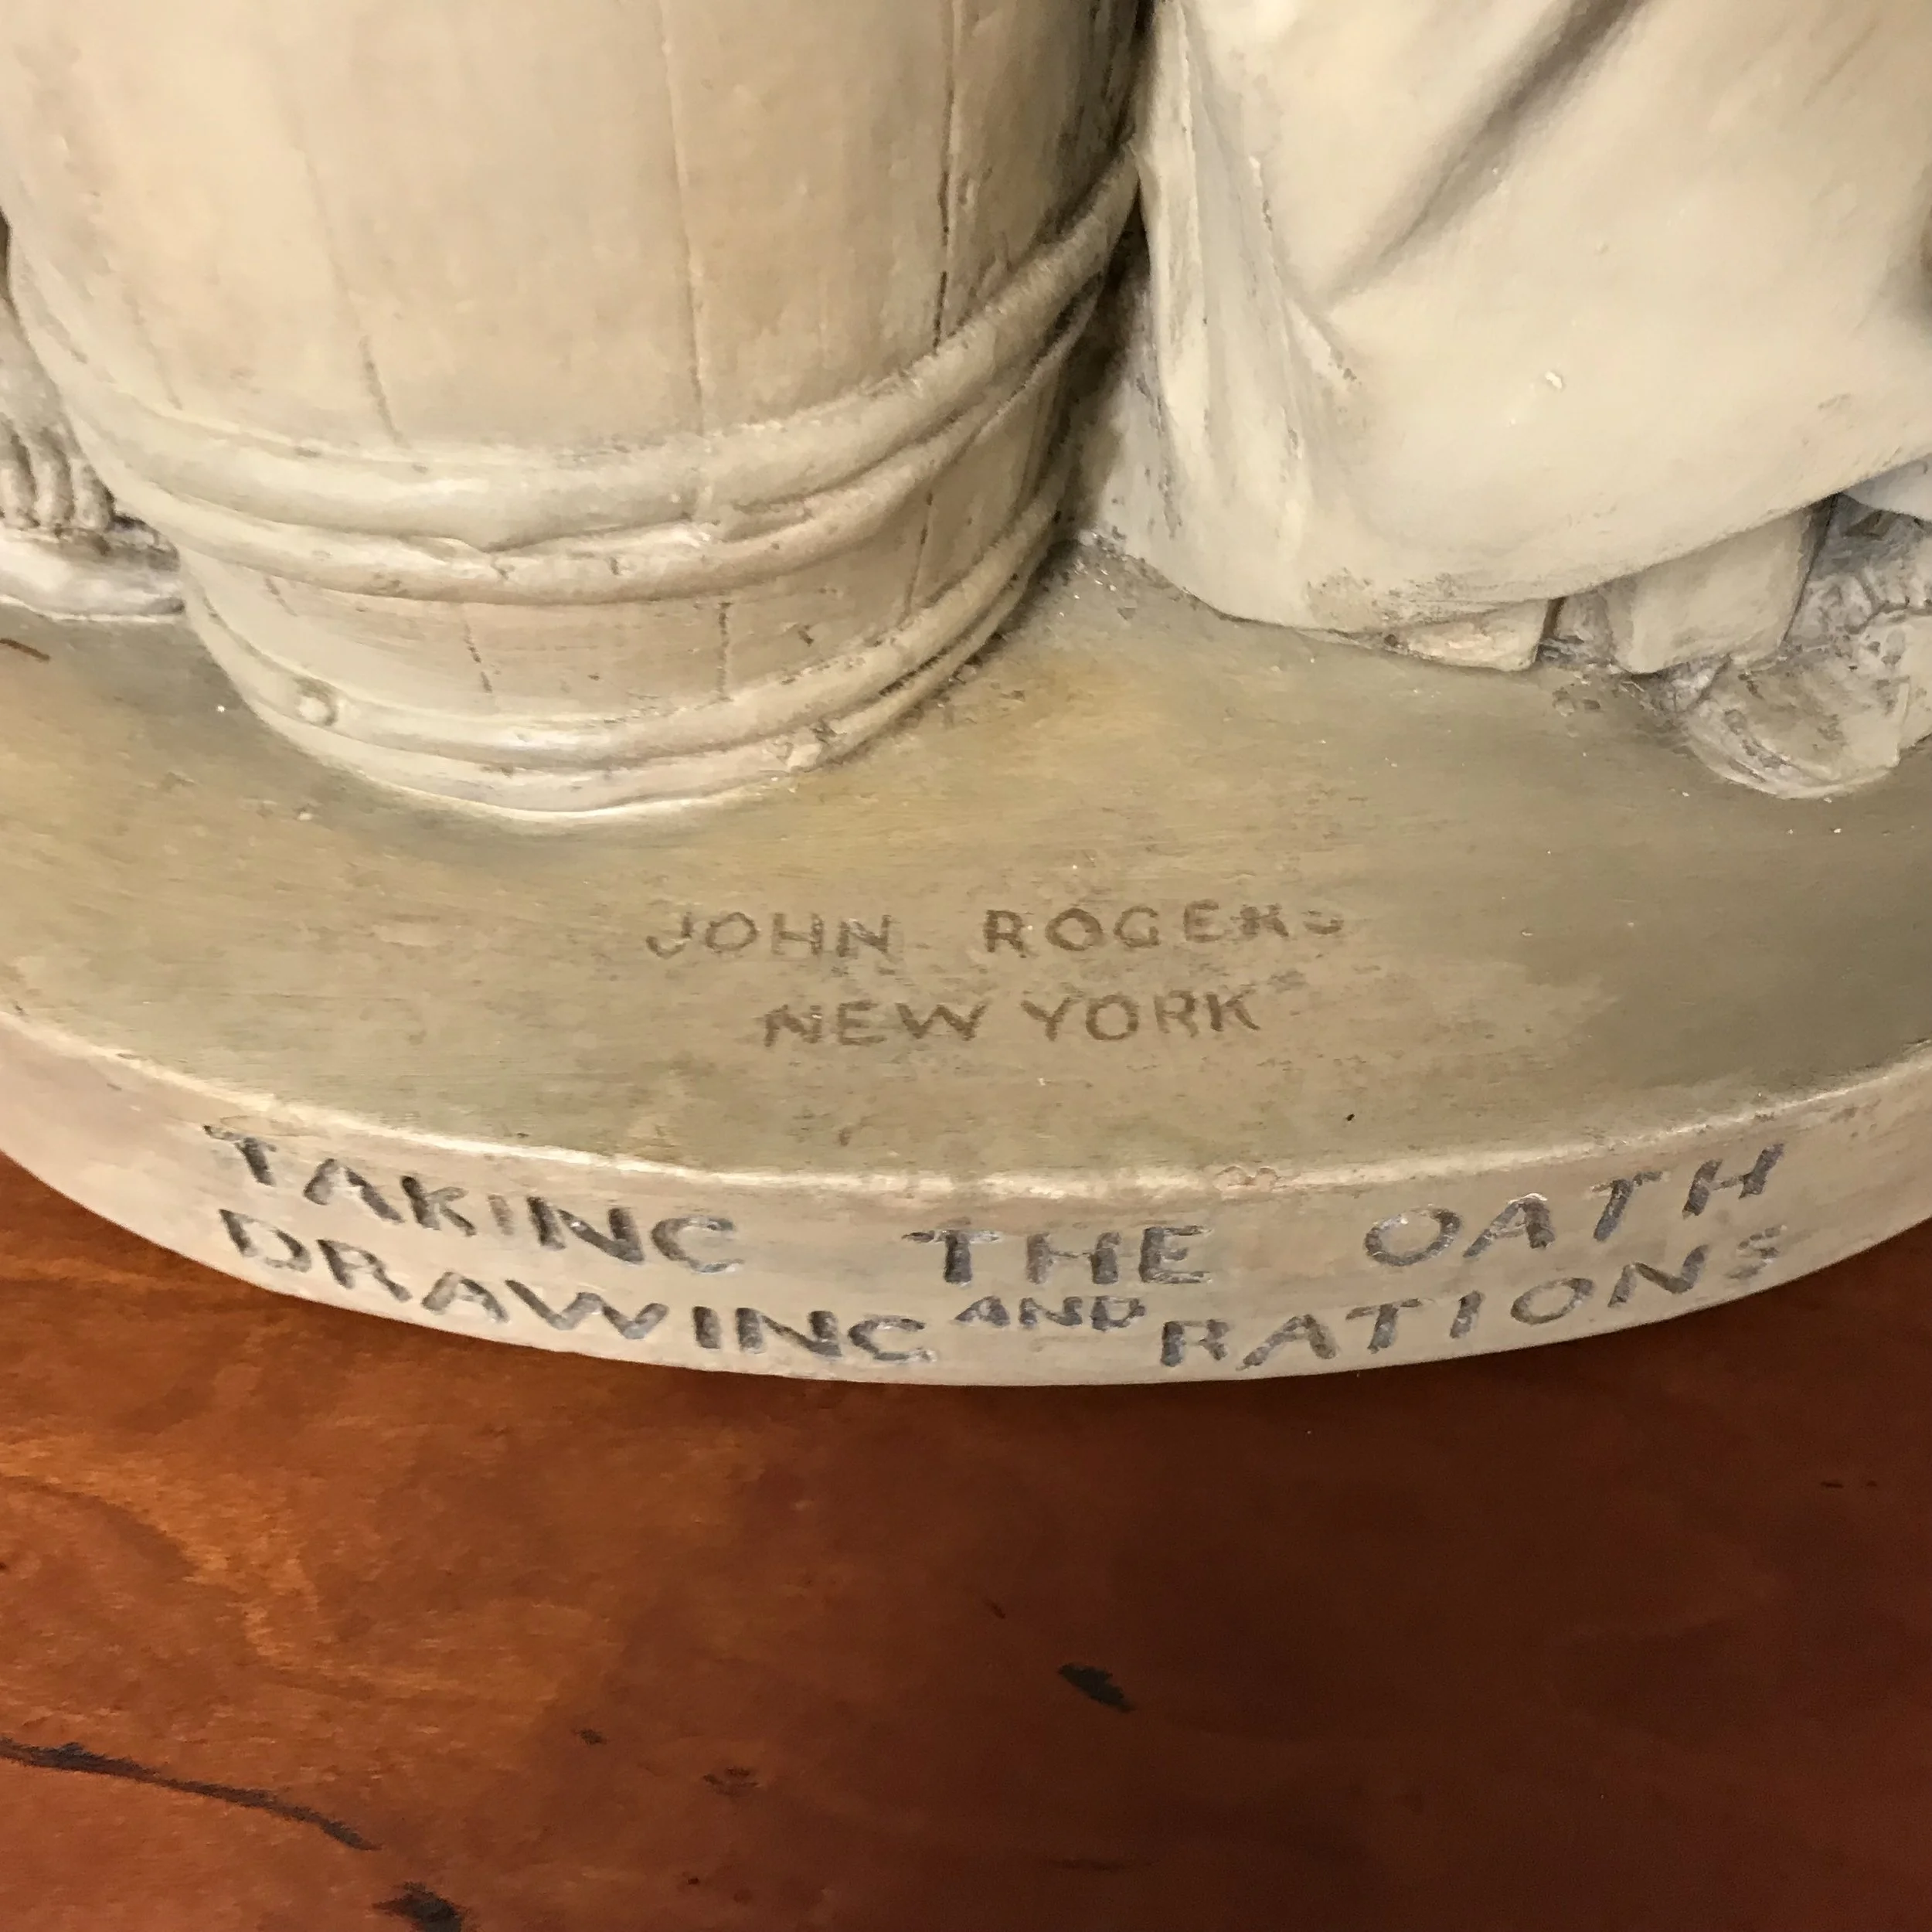 JOHN ROGERS
NEW YORK
TAKING THE OATH
AND
DRAWING RATIONS